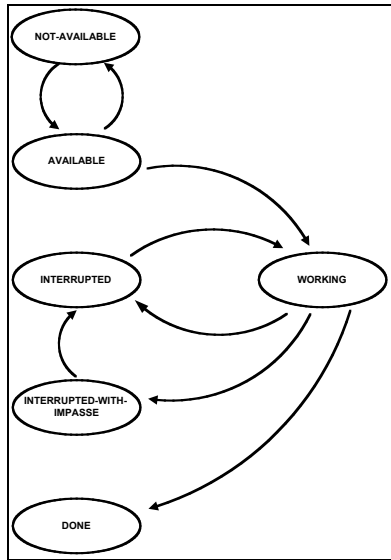 NOT-AVAILABLE
AVAILABLE
INTERRUPTED
WORKING
INTERRUPTED-WITH-
IMPASSE
DONE